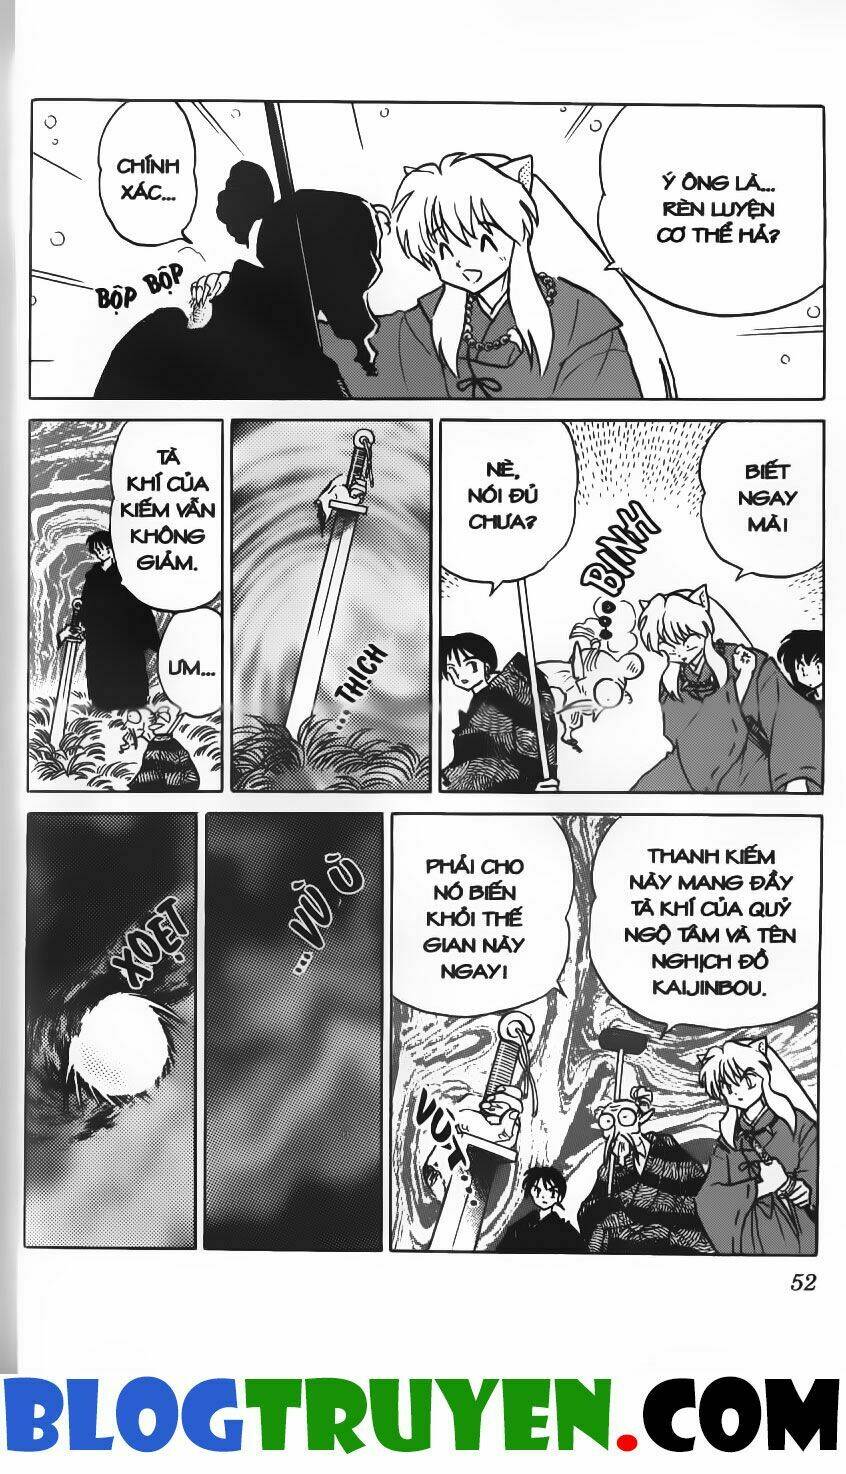 Ý ÔNG LÀ...
RÈN LUYỆN
CƠ THỂ HẢ?
CHÍNH
XÁC...
BỘP BỘP
BIẾT
NGAY
MÀ!
NÈ,
NÓI ĐỦ
CHƯA?
BINH
...THỊCH
TÀ
KHÍ CỦA
KIẾM VẪN
KHÔNG
GIẢM.
ƯM...
THANH KIẾM
NÀY MANG ĐẦY
TÀ KHÍ CỦA QUỶ
NGỘ TÂM VÀ TÊN
NGHỊCH ĐỒ
KAIJINBOU.
PHẢI CHO
NÓ BIẾN
KHỎI THẾ
GIAN NÀY
NGAY!
...VÙ Ù
XOẸT
52
BLOGTRUYEN.COM